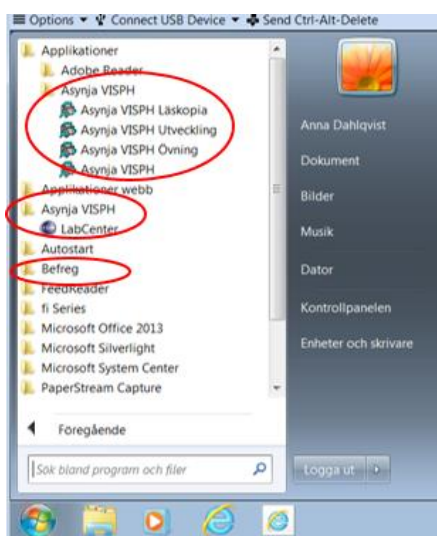 Options Connect USB Device Send Ctrl-Alt-Delete
Applikationer
Adobe Reader
Asynja VISPH
Asynja VISPH Läskopia
Asynja VISPH Utveckling
Asynja VISPH Övning
Asynja VISPH
Applikationer webb
Asynja VISPH
LabCenter
Autostart
Befreg
FeedReader
fi Series
Microsoft Office 2013
Microsoft Silverlight
Microsoft System Center
PaperStream Capture
Föregående
Sök bland program och filer
Anna Dahlqvist
Dokument
Bilder
Musik
Dator
Kontrollpanelen
Enheter och skrivare
Logga ut